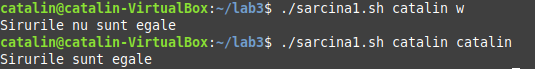 catalin@catalin-VirtualBox:~/lab3$ ./sarcina1.sh catalin w
Sirurile nu sunt egale
catalin@catalin-VirtualBox:~/lab3$ ./sarcina1.sh catalin catalin
Sirurile sunt egale